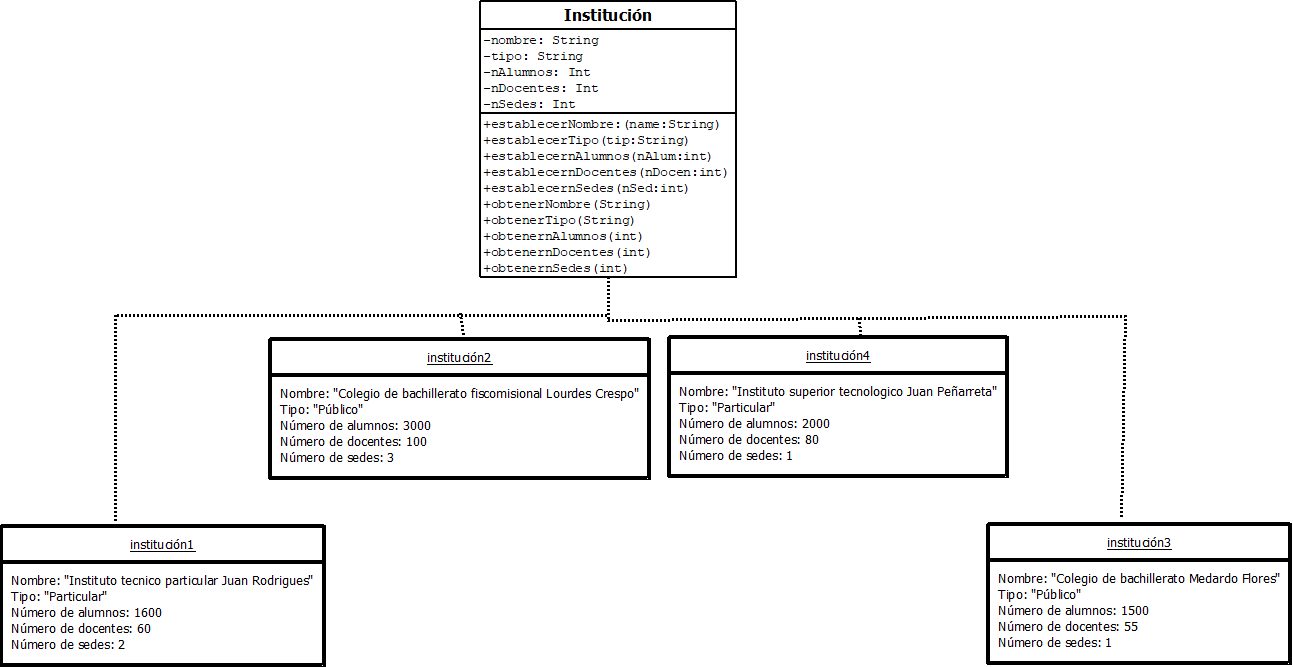 Institución
-nombre: String
-tipo: String
-nAlumnos: Int
-nDocentes: Int
-nSedes: Int
+establecerNombre:(name:String)
+establecerTipo(tip:String)
+establecernAlumnos(nAlum:int)
+establecernDocentes(nDocen:int)
+establecernSedes(nSed:int)
+obtenerNombre(String)
+obtenerTipo(String)
+obtenernAlumnos(int)
+obtenernDocentes(int)
+obtenernSedes(int)
institución2
Nombre: "Colegio de bachillerato fiscomisional Lourdes Crespo"
Tipo: "Público"
Número de alumnos: 3000
Número de docentes: 100
Número de sedes: 3
institución4
Nombre: "Instituto superior tecnologico Juan Peñarreta"
Tipo: "Particular"
Número de alumnos: 2000
Número de docentes: 80
Número de sedes: 1
institución1
Nombre: "Instituto tecnico particular Juan Rodrigues"
Tipo: "Particular"
Número de alumnos: 1600
Número de docentes: 60
Número de sedes: 2
institución3
Nombre: "Colegio de bachillerato Medardo Flores"
Tipo: "Público"
Número de alumnos: 1500
Número de docentes: 55
Número de sedes: 1